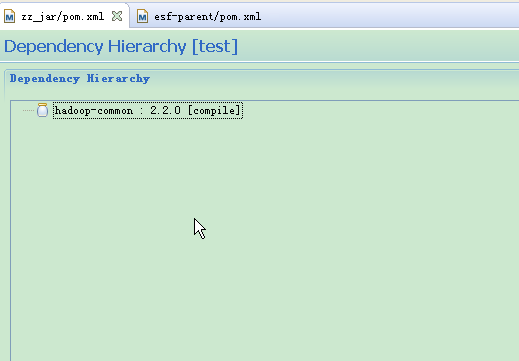 zz_jar/pom.xml esf-parent/pom.xml
Dependency Hierarchy [test]
Dependency Hierarchy
hadoop-common : 2.2.0 [compile]